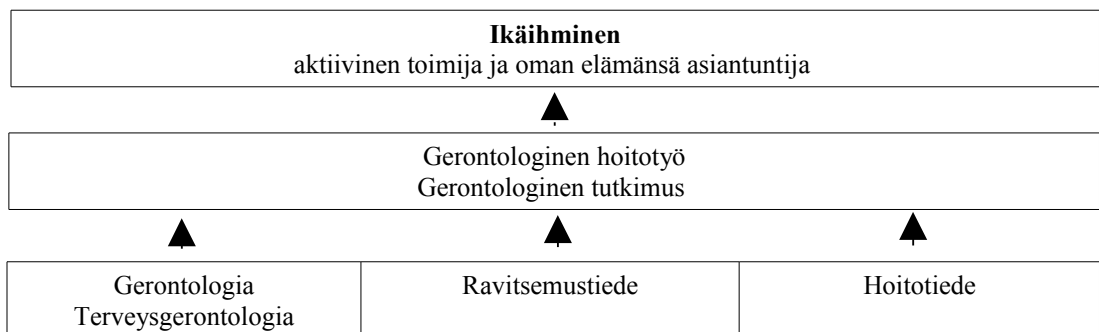 Ikäihminen
aktiivinen toimija ja oman elämänsä asiantuntija
Gerontologinen hoitotyö
Gerontologinen tutkimus
Gerontologia
Terveysgerontologia
Ravitsemustiede
Hoitotiede